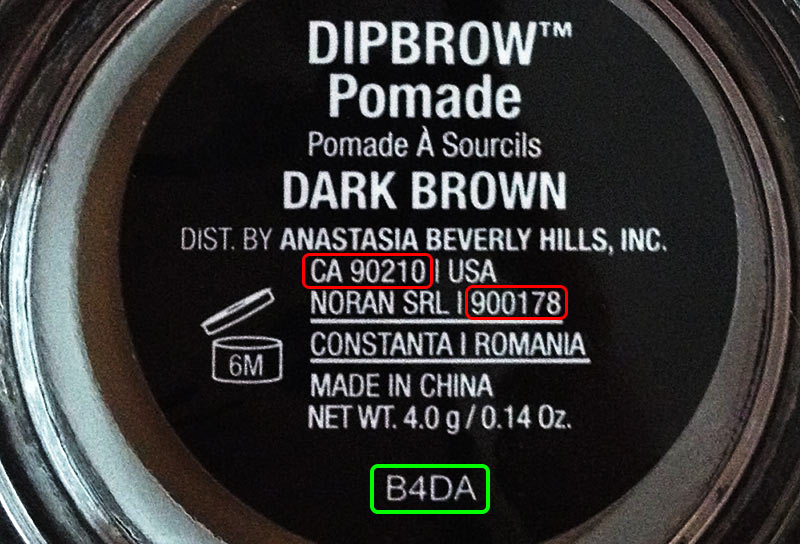 DIPBROW™
Pomade
Pomade À Sourcils
DARK BROWN
DIST. BY ANASTASIA BEVERLY HILLS, INC.
CA 90210 | USA
NORAN SRL | 900178
CONSTANTA | ROMANIA
6M
MADE IN CHINA
NET WT. 4.0 g / 0.14 Oz.
B4DA